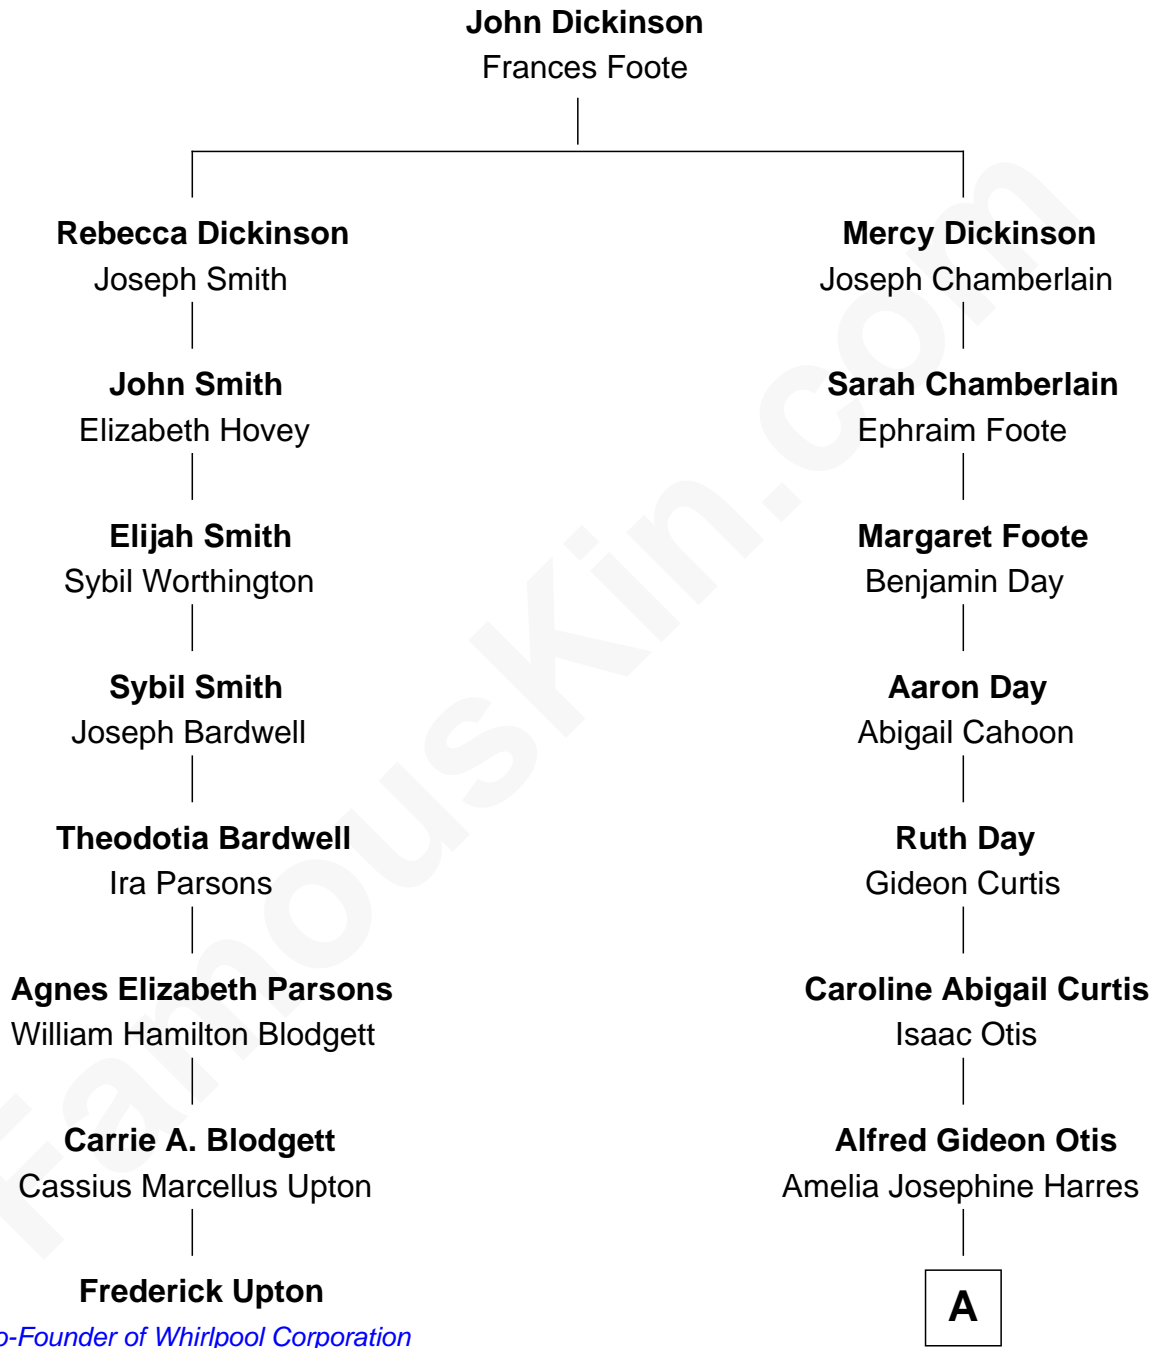 John Dickinson
Frances Foote
Rebecca Dickinson
Joseph Smith
Mercy Dickinson
Joseph Chamberlain
John Smith
Elizabeth Hovey
Sarah Chamberlain
Ephraim Foote
Elijah Smith
Sybil Worthington
Margaret Foote
Benjamin Day
Sybil Smith
Joseph Bardwell
Aaron Day
Abigail Cahoon
Theodotia Bardwell
Ira Parsons
Ruth Day
Gideon Curtis
Agnes Elizabeth Parsons
William Hamilton Blodgett
Caroline Abigail Curtis
Isaac Otis
Carrie A. Blodgett
Cassius Marcellus Upton
Alfred Gideon Otis
Amelia Josephine Harres
Frederick Upton
o-Founder of Whirlpool Corporation
A
FamousKin.com